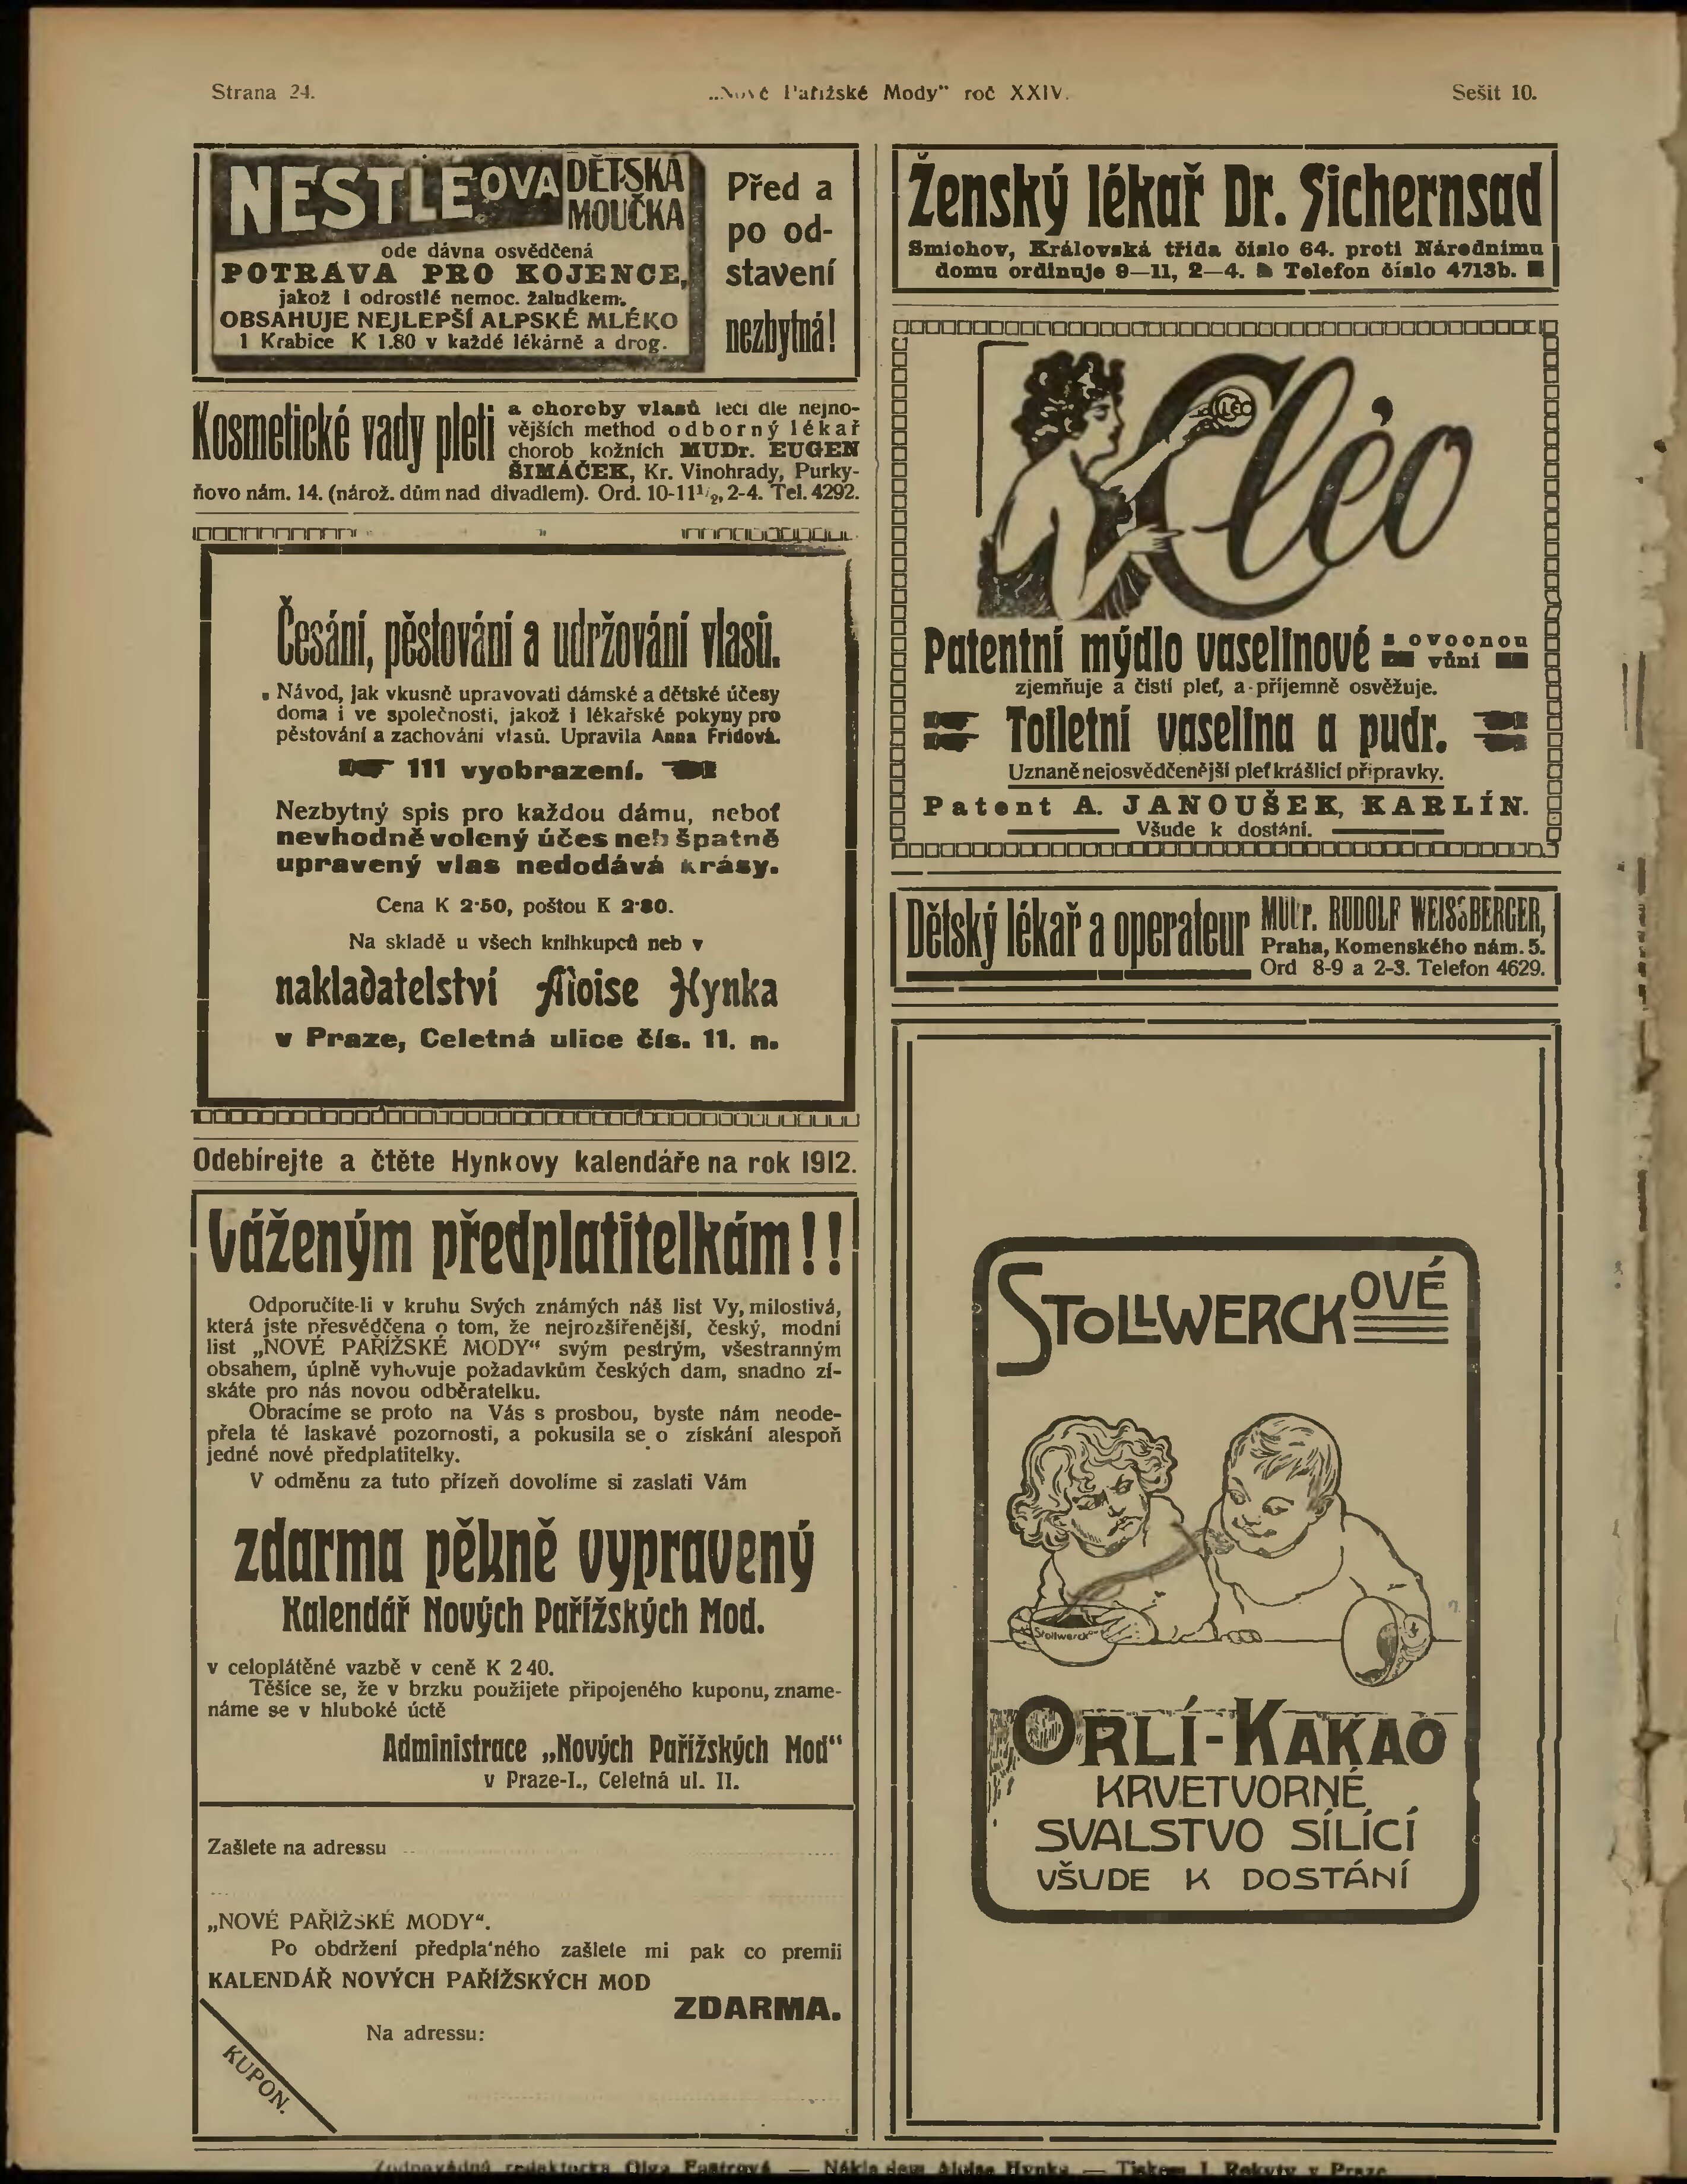 Strana 24.
„Nové Pařížské Mody" roč XXIV.
Sešit 10.
NESTLEOVA DĚTSKÁ
MOUČKA
ode dávna osvědčená
POTRAVA PRO KOJENCE,
jakož i odrostlé nemoc. žaludkem.
OBSAHUJE NEJLEPŠÍ ALPSKÉ MLÉKO
1 Krabice K 1.80 v každé lékárně a drog.
Před a
po od-
stavení
nezbytná!
Kosmetické vady pleti
a choroby vlasů leci dle nejno-
vějších method odborný lékař
chorob kožních MUDr. EUGEN
ŠIMÁČEK, Kr. Vinohrady, Purky-
ňovo nám. 14. (nárož. dům nad divadlem). Ord. 10-11½, 2-4. Tel. 4292.
Česání, pěstování a udržování vlasů.
Návod, jak vkusně upravovati dámské a dětské účesy
doma i ve společnosti, jakož i lékařské pokyny pro
pěstování a zachování vlasů. Upravila Anna Frídová.
111 vyobrazení.
Nezbytný spis pro každou dámu, neboť
nevhodně volený účes neb špatně
upravený vlas nedodává krásy.
Cena K 2·50, poštou K 2·80.
Na skladě u všech knihkupců neb v
nakladatelství Aloise Hynka
v Praze, Celetná ulice čís. 11. n.
Odebírejte a čtěte Hynkovy kalendáře na rok 1912.
Váženým předplatitelkám!!
Odporučíte-li v kruhu Svých známých náš list Vy, milostivá,
která jste přesvědčena o tom, že nejrozšířenější, český, modní
list „NOVÉ PAŘÍŽSKÉ MODY" svým pestrým, všestranným
obsahem, úplně vyhovuje požadavkům českých dam, snadno zí-
skáte pro nás novou odběratelku.
Obracíme se proto na Vás s prosbou, byste nám neode-
přela té laskavé pozornosti, a pokusila se o získání alespoň
jedné nové předplatitelky.
V odměnu za tuto přízeň dovolíme si zaslati Vám
zdarma pěkně vypravený
Kalendář Nových Pařížských Mod.
v celoplátěné vazbě v ceně K 2 40.
Těšíce se, že v brzku použijete připojeného kuponu, zname-
náme se v hluboké úctě
Administrace „Nových Pařížských Mod"
v Praze-I., Celetná ul. 11.
Zašlete na adressu
„NOVÉ PAŘÍŽSKÉ MODY".
Po obdržení předplatného zašlete mi pak co premii
KALENDÁŘ NOVÝCH PAŘÍŽSKÝCH MOD
ZDARMA.
Na adressu:
KUPON.
Ženský lékař Dr. Sichernsad
Smichov, Královská třída číslo 64. proti Národnímu
domu ordinuje 9—11, 2—4. Telefon číslo 4713b.
CLEO
Cléo
Patentní mýdlo vaselinové s ovocnou
vůní
zjemňuje a čistí pleť, a příjemně osvěžuje.
Toiletní vaselina a pudr.
Uznaně nejosvědčenější pleť krášlící přípravky.
Patent A. JANOUŠEK, KARLÍN.
Všude k dostání.
Dětský lékař a operateur
MUDr. RUDOLF WEISSBERGER,
Praha, Komenského nám. 5.
Ord 8-9 a 2-3. Telefon 4629.
STOLLWERCKOVÉ
Stollwerck
ORLÍ-KAKAO
KRVETVORNÉ
SVALSTVO SÍLÍCÍ
VŠUDE K DOSTÁNÍ
Zodpovědná redaktorka Olga Fastrová — Nákladem Aloise Hynka — Tiskem J. Rokyty v Praze